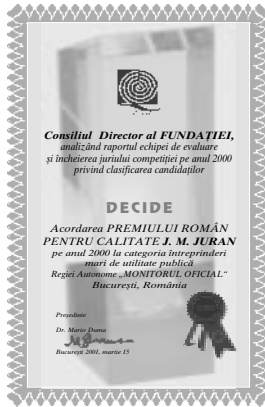 Consiliul Director al FUNDAȚIEI,
analizând raportul echipei de evaluare
și încheierea juriului competiției pe anul 2000
privind clasificarea candidaților
DECIDE
Acordarea PREMIULUI ROMÂN
PENTRU CALITATE J. M. JURAN
pe anul 2000 la categoria întreprinderi
mari de utilitate publică
Regiei Autonome „MONITORUL OFICIAL“
București, România
Președinte
Dr. Mario Duma
București 2001, martie 15